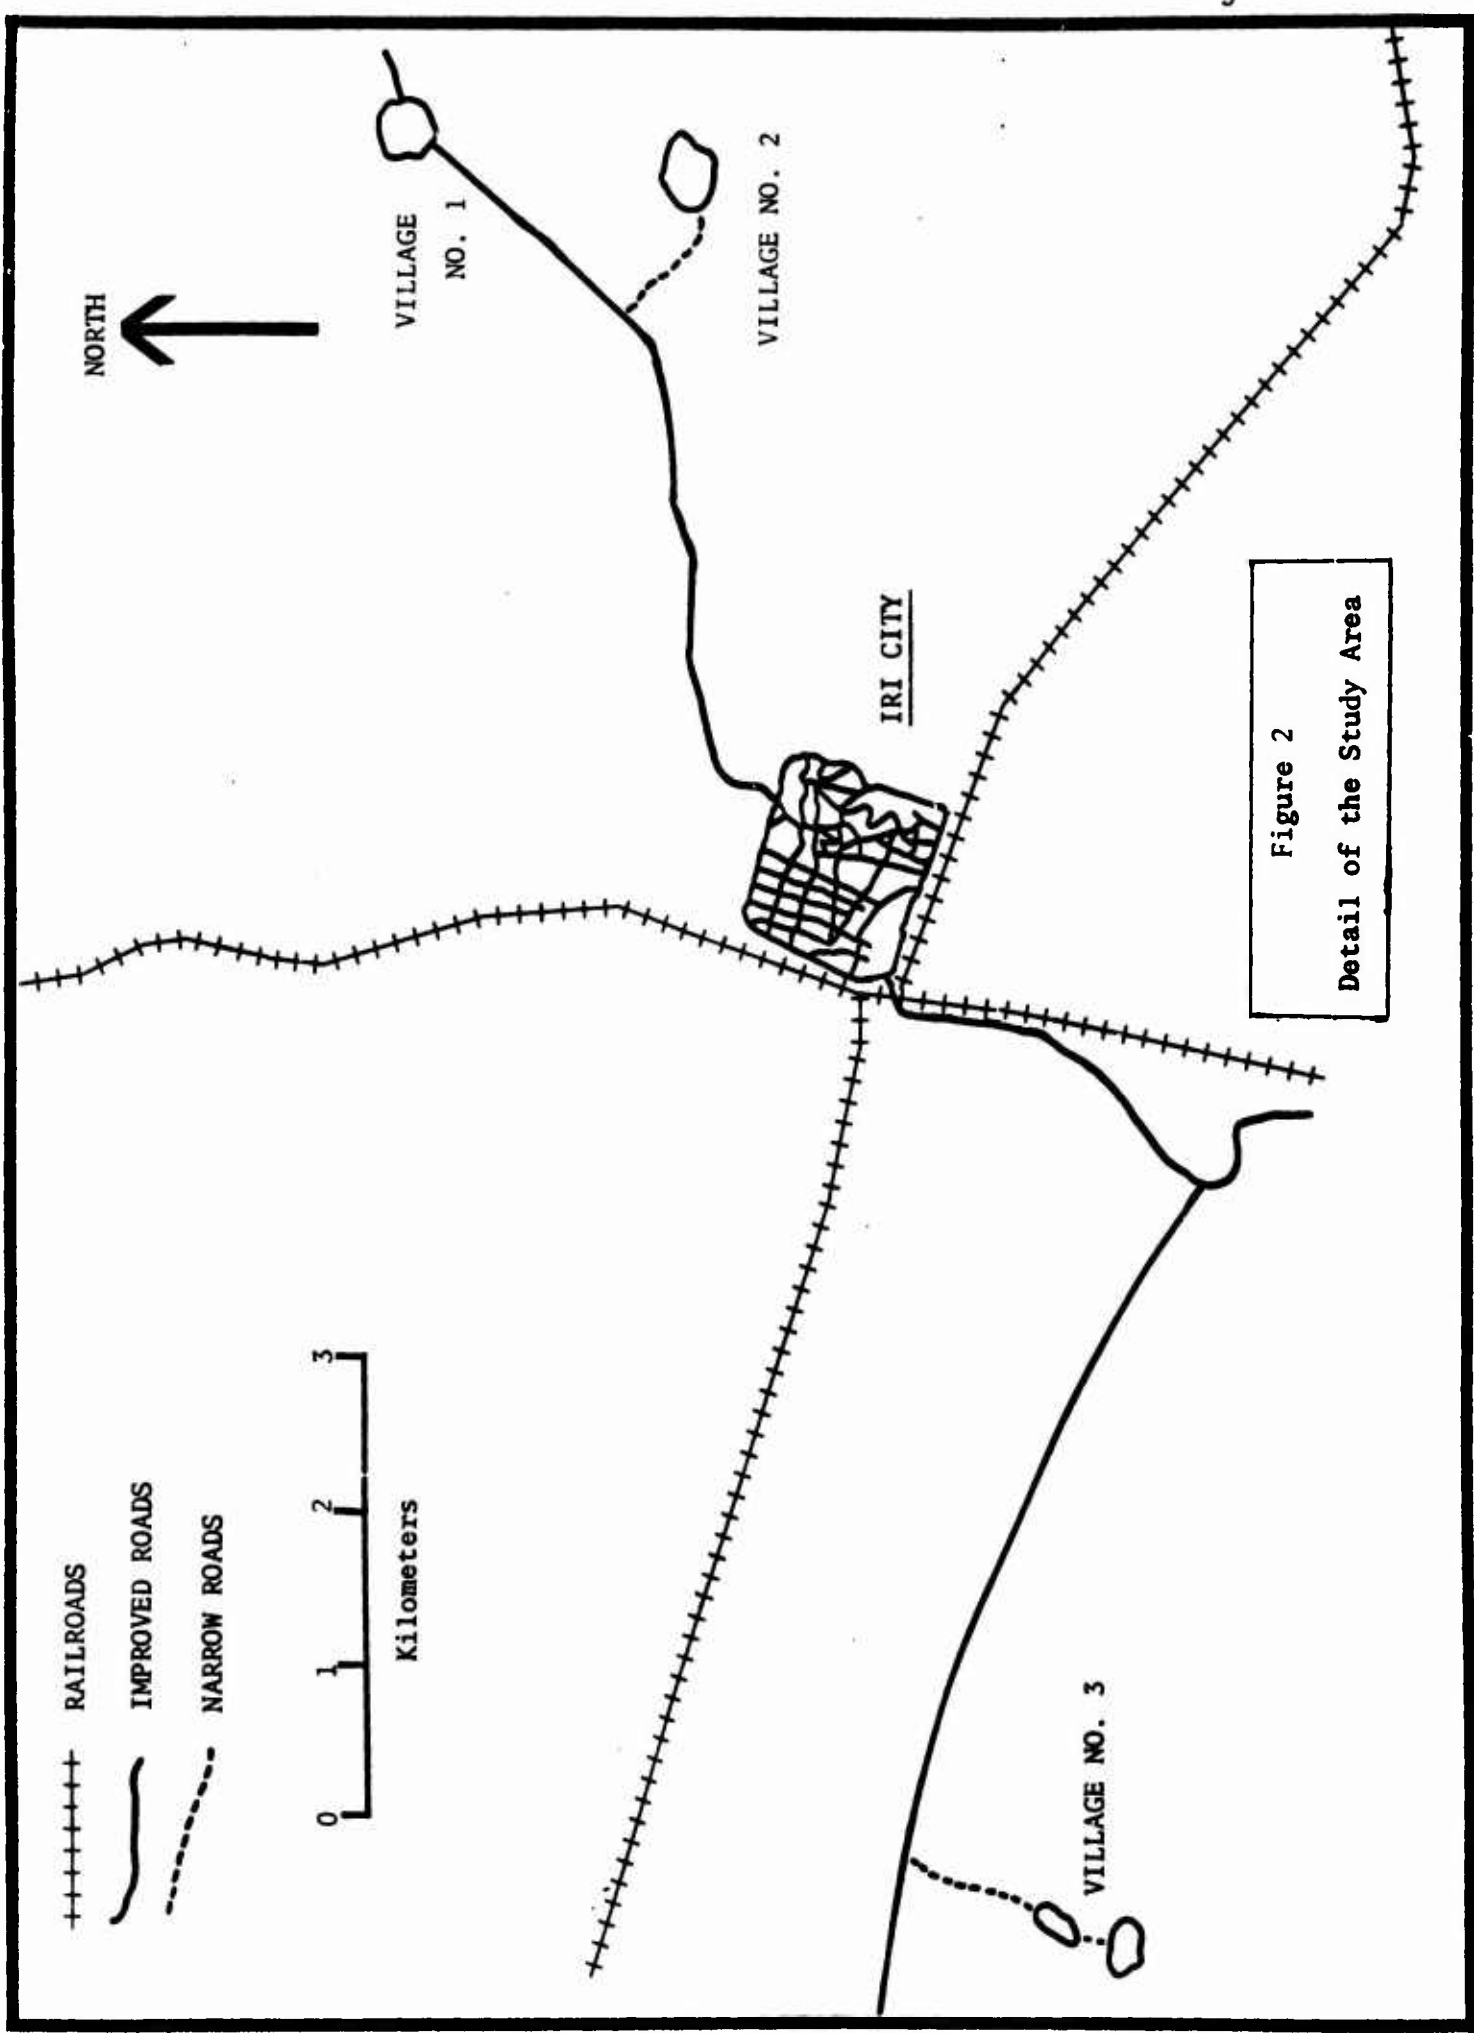 RAILROADS
IMPROVED ROADS
NARROW ROADS
0 1 2 3
Kilometers
NORTH
VILLAGE
NO. 1
VILLAGE NO. 2
IRI CITY
VILLAGE NO. 3
Figure 2
Detail of the Study Area